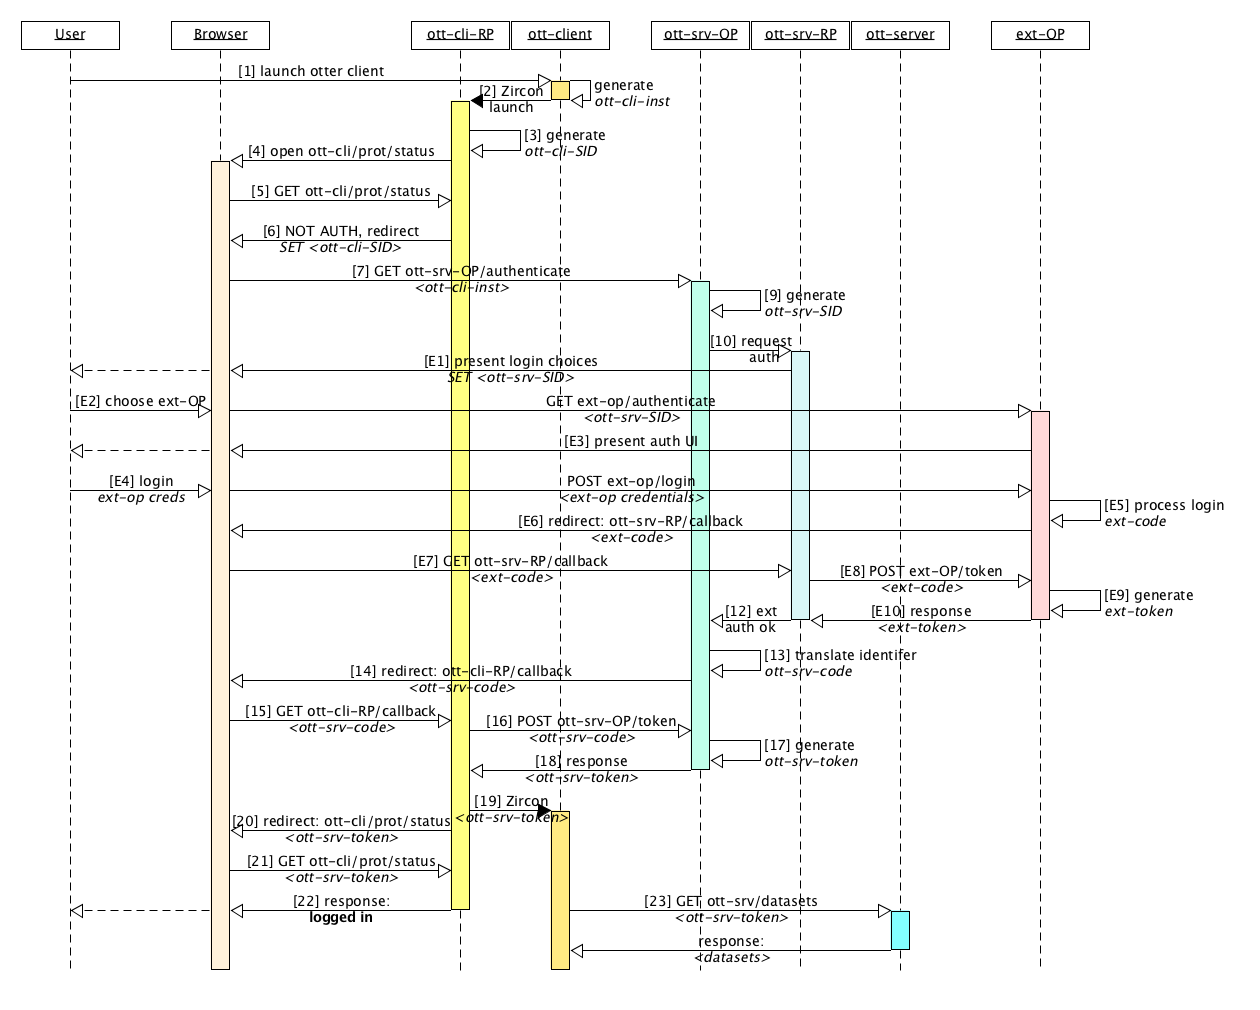 User
Browser
ott-cli-RP
ott-client
ott-srv-OP
ott-srv-RP
ott-server
ext-OP
[1] launch otter client
generate
ott-cli-inst
[2] Zircon
launch
[3] generate
ott-cli-SID
[4] open ott-cli/prot/status
[5] GET ott-cli/prot/status
[6] NOT AUTH, redirect
SET <ott-cli-SID>
[7] GET ott-srv-OP/authenticate
<ott-cli-inst>
[9] generate
ott-srv-SID
[10] request
auth
[E1] present login choices
SET <ott-srv-SID>
[E2] choose ext-OP
GET ext-op/authenticate
<ott-srv-SID>
[E3] present auth UI
[E4] login
ext-op creds
POST ext-op/login
<ext-op credentials>
[E5] process login
ext-code
[E6] redirect: ott-srv-RP/callback
<ext-code>
[E7] GET ott-srv-RP/callback
<ext-code>
[E8] POST ext-OP/token
<ext-code>
[E9] generate
ext-token
[E10] response
<ext-token>
[12] ext
auth ok
[13] translate identifer
ott-srv-code
[14] redirect: ott-cli-RP/callback
<ott-srv-code>
[15] GET ott-cli-RP/callback
<ott-srv-code>
[16] POST ott-srv-OP/token
<ott-srv-code>
[17] generate
ott-srv-token
[18] response
<ott-srv-token>
[19] Zircon
<ott-srv-token>
[20] redirect: ott-cli/prot/status
<ott-srv-token>
[21] GET ott-cli/prot/status
<ott-srv-token>
[22] response:
logged in
[23] GET ott-srv/datasets
<ott-srv-token>
response:
<datasets>